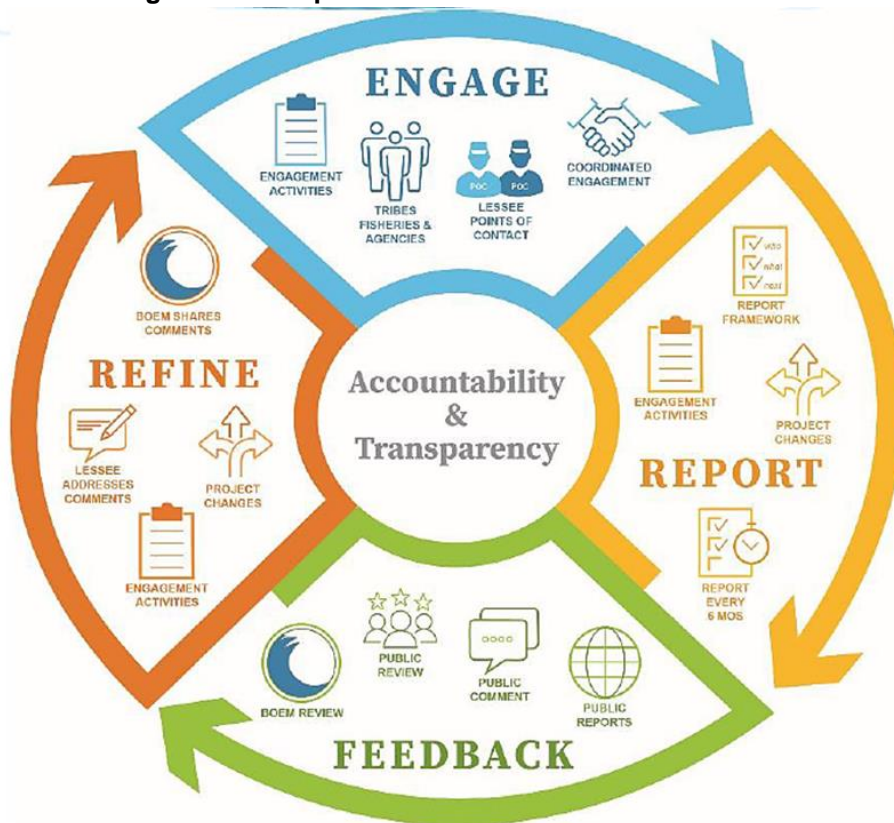 ENGAGE
ENGAGEMENT
ACTIVITIES
TRIBES
FISHERIES &
AGENCIES
POC
POC
LESSEE
POINTS OF
CONTACT
COORDINATED
ENGAGEMENT
who
what
REPORT
FRAMEWORK
ENGAGEMENT
ACTIVITIES
PROJECT
CHANGES
REPORT
REPORT
EVERY
6 MOS
Accountability
&
Transparency
PUBLIC
REPORTS
PUBLIC
COMMENT
PUBLIC
REVIEW
BOEM REVIEW
FEEDBACK
BOEM SHARES
COMMENTS
REFINE
LESSEE
ADDRESSES
COMMENTS
PROJECT
CHANGES
ENGAGEMENT
ACTIVITIES